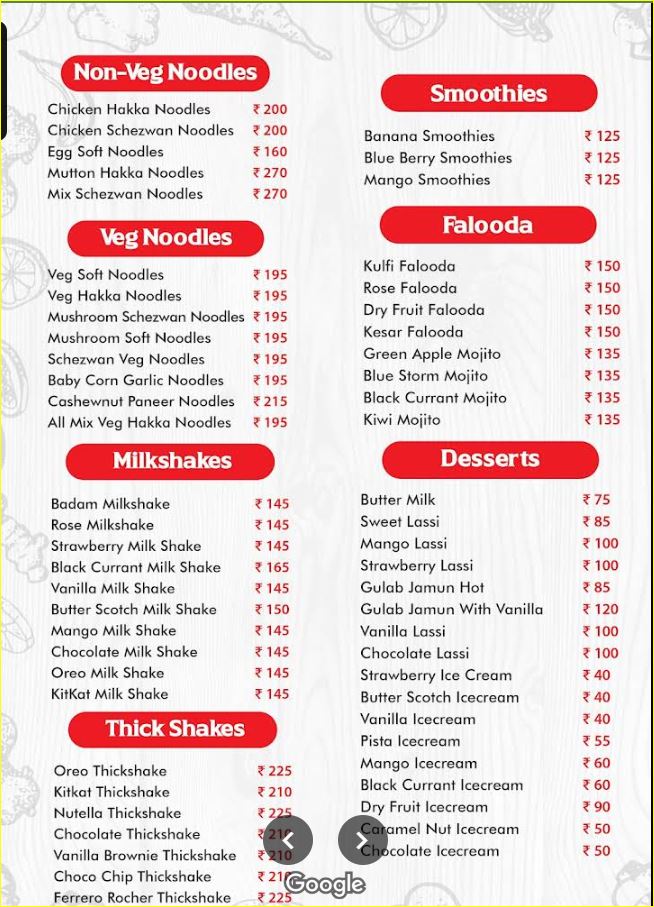 Non-Veg Noodles
Chicken Hakka Noodles ₹ 200
Chicken Schezwan Noodles ₹ 200
Egg Soft Noodles ₹ 160
Mutton Hakka Noodles ₹ 270
Mix Schezwan Noodles ₹ 270
Veg Noodles
Veg Soft Noodles ₹ 195
Veg Hakka Noodles ₹ 195
Mushroom Schezwan Noodles ₹ 195
Mushroom Soft Noodles ₹ 195
Schezwan Veg Noodles ₹ 195
Baby Corn Garlic Noodles ₹ 195
Cashewnut Paneer Noodles ₹ 215
All Mix Veg Hakka Noodles ₹ 195
Milkshakes
Badam Milkshake ₹ 145
Rose Milkshake ₹ 145
Strawberry Milk Shake ₹ 145
Black Currant Milk Shake ₹ 165
Vanilla Milk Shake ₹ 145
Butter Scotch Milk Shake ₹ 150
Mango Milk Shake ₹ 145
Chocolate Milk Shake ₹ 145
Oreo Milk Shake ₹ 145
KitKat Milk Shake ₹ 145
Thick Shakes
Oreo Thickshake ₹ 225
Kitkat Thickshake ₹ 210
Nutella Thickshake ₹ 225
Chocolate Thickshake ₹ 210
Vanilla Brownie Thickshake ₹ 210
Choco Chip Thickshake ₹ 210
Ferrero Rocher Thickshake ₹ 225
Smoothies
Banana Smoothies ₹ 125
Blue Berry Smoothies ₹ 125
Mango Smoothies ₹ 125
Falooda
Kulfi Falooda ₹ 150
Rose Falooda ₹ 150
Dry Fruit Falooda ₹ 150
Kesar Falooda ₹ 150
Green Apple Mojito ₹ 135
Blue Storm Mojito ₹ 135
Black Currant Mojito ₹ 135
Kiwi Mojito ₹ 135
Desserts
Butter Milk ₹ 75
Sweet Lassi ₹ 85
Mango Lassi ₹ 100
Strawberry Lassi ₹ 100
Gulab Jamun Hot ₹ 85
Gulab Jamun With Vanilla ₹ 120
Vanilla Lassi ₹ 100
Chocolate Lassi ₹ 100
Strawberry Ice Cream ₹ 40
Butter Scotch Icecream ₹ 40
Vanilla Icecream ₹ 40
Pista Icecream ₹ 55
Mango Icecream ₹ 60
Black Currant Icecream ₹ 60
Dry Fruit Icecream ₹ 90
Caramel Nut Icecream ₹ 50
Chocolate Icecream ₹ 50
Google